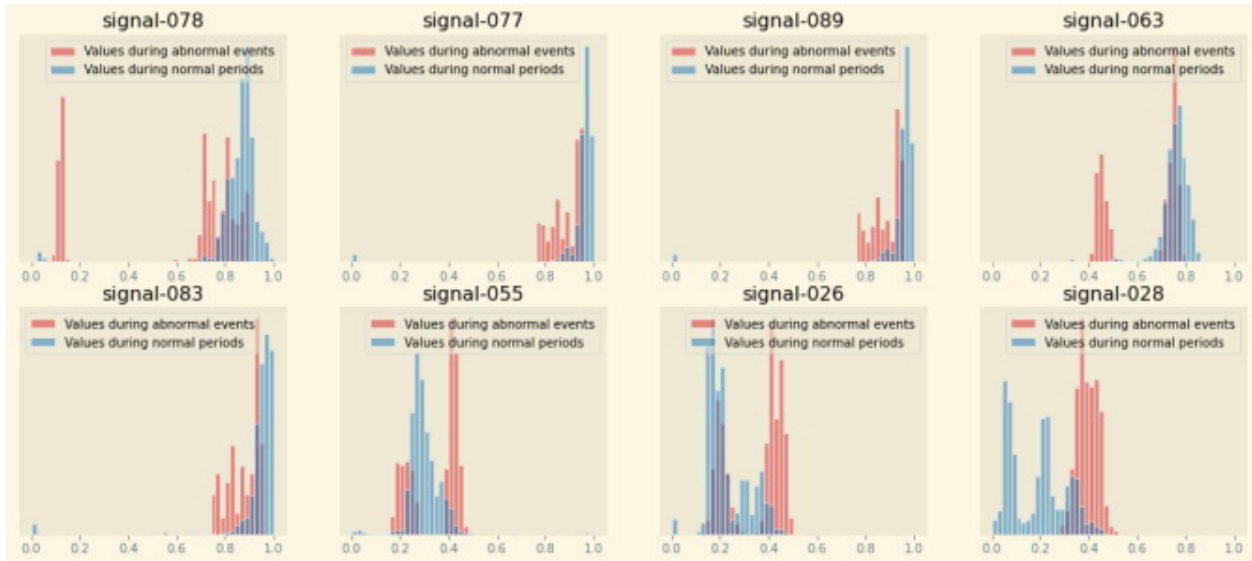 signal-078
signal-077
signal-089
signal-063
Values during abnormal events
Values during normal periods
Values during abnormal events
Values during normal periods
Values during abnormal events
Values during normal periods
Values during abnormal events
Values during normal periods
0.0 0.2 0.4 0.6 0.8 1.0
0.0 0.2 0.4 0.6 0.8 1.0
0.0 0.2 0.4 0.6 0.8 1.0
0.0 0.2 0.4 0.6 0.8 1.0
signal-083
signal-055
signal-026
signal-028
Values during abnormal events
Values during normal periods
Values during abnormal events
Values during normal periods
Values during abnormal events
Values during normal periods
Values during abnormal events
Values during normal periods
0.0 0.2 0.4 0.6 0.8 1.0
0.0 0.2 0.4 0.6 0.8 1.0
0.0 0.2 0.4 0.6 0.8 1.0
0.0 0.2 0.4 0.6 0.8 1.0